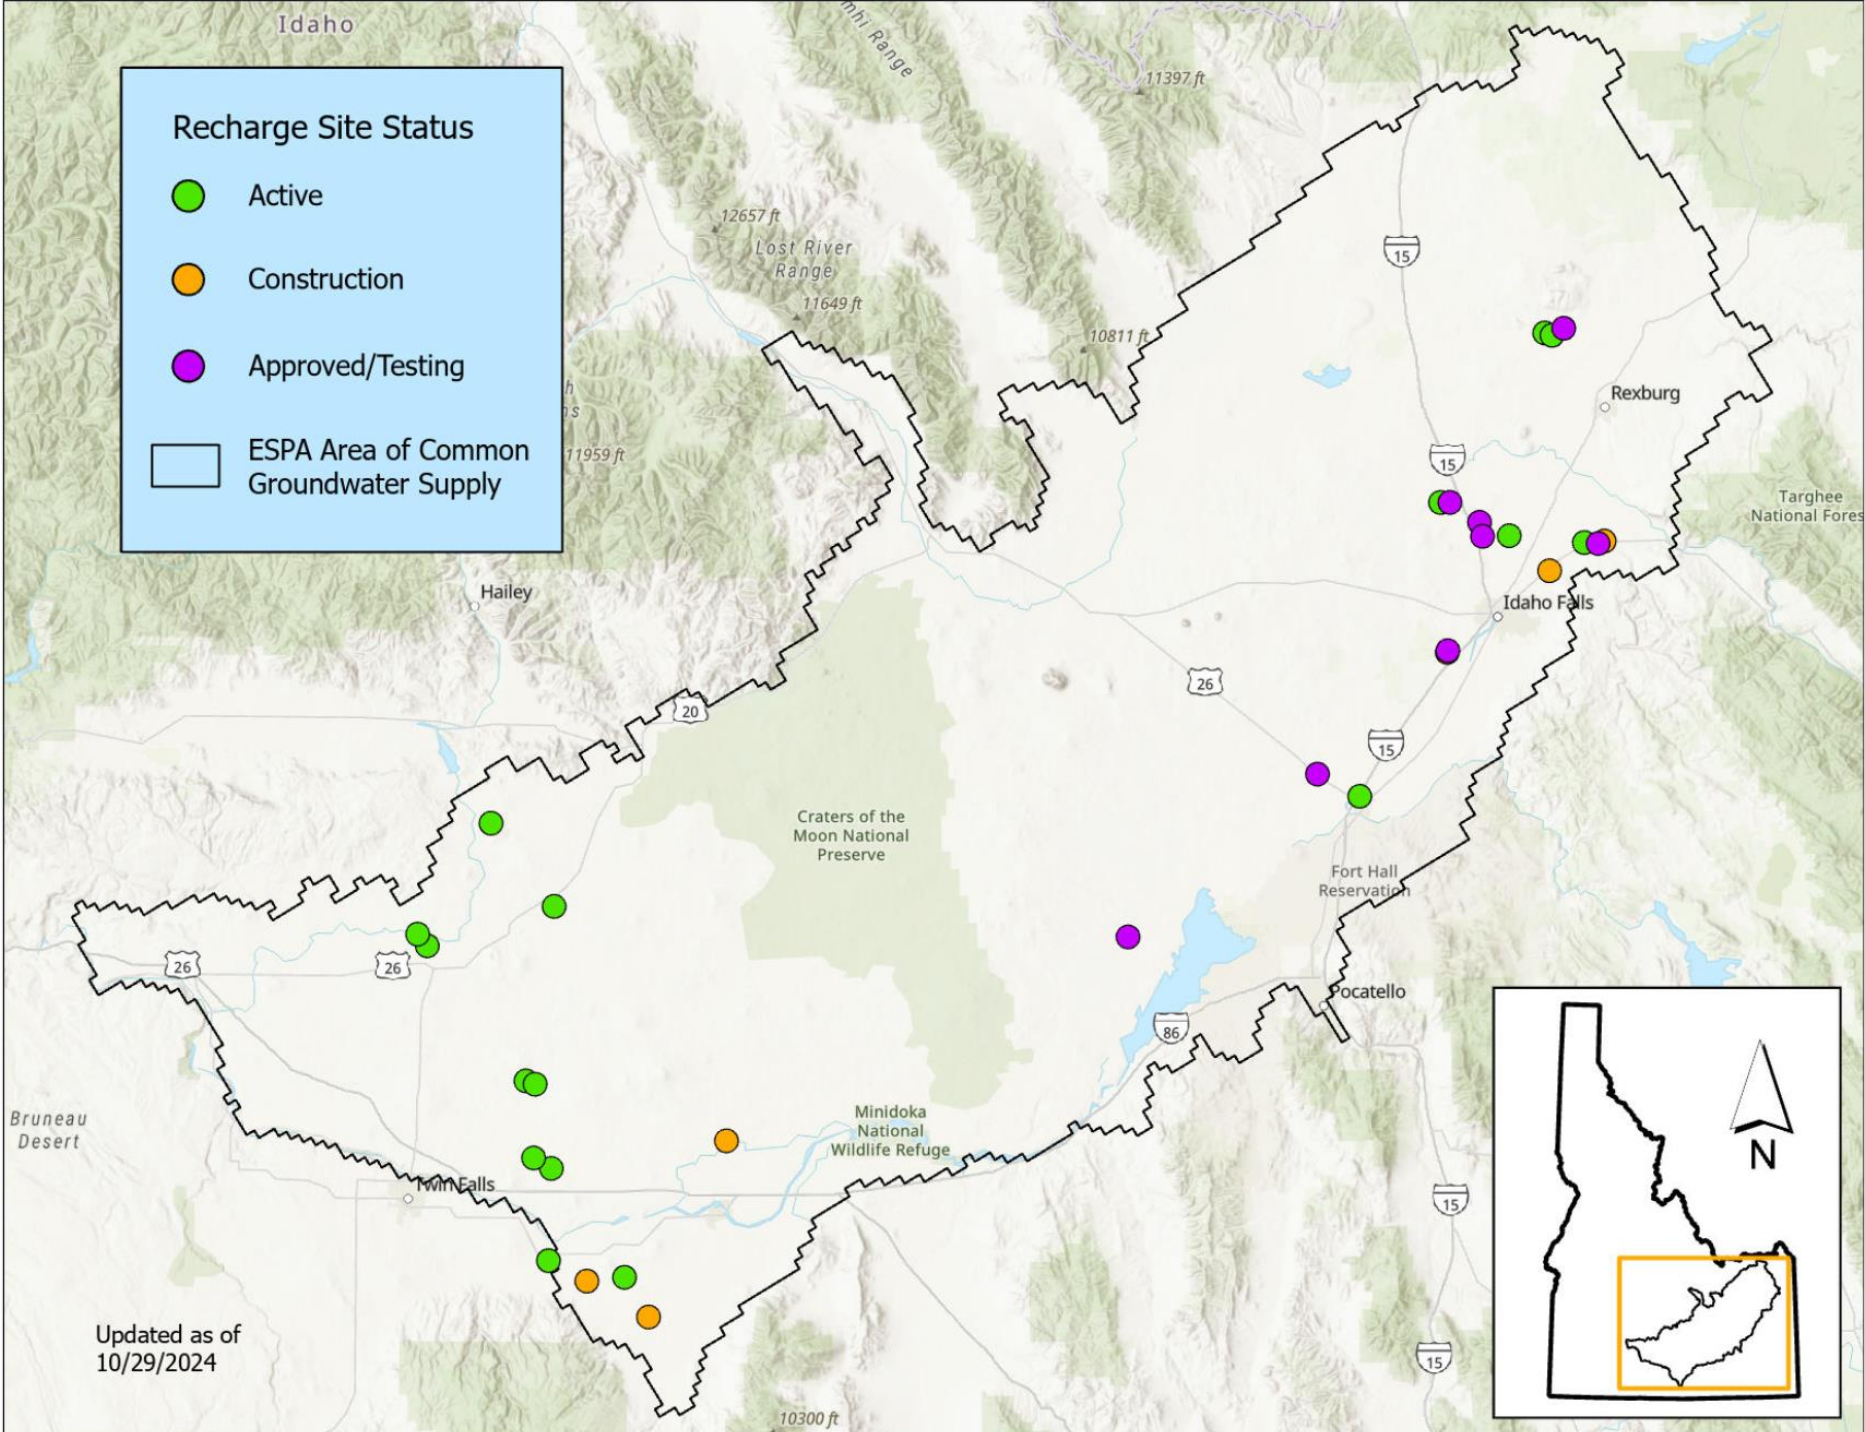 Idaho
mhi Range
11397 ft
Recharge Site Status
Active
Construction
Approved/Testing
ESPA Area of Common
Groundwater Supply
12657 ft
Lost River
Range
11649 ft
10811 ft
h
ns
11959 ft
15
Rexburg
15
Targhee
National Fores
Hailey
Idaho Falls
26
20
15
Craters of the
Moon National
Preserve
Fort Hall
Reservation
26
26
Pocatello
86
Bruneau
Desert
Minidoka
National
Wildlife Refuge
Twin Falls
15
N
Updated as of
10/29/2024
15
10300 ft